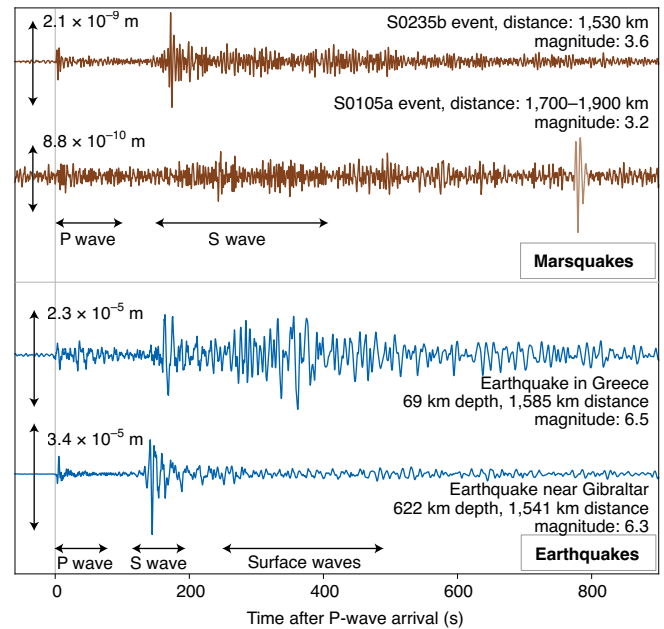 2.1 × 10⁻⁹ m
S0235b event, distance: 1,530 km
magnitude: 3.6
S0105a event, distance: 1,700–1,900 km
magnitude: 3.2
8.8 × 10⁻¹⁰ m
P wave
S wave
Marsquakes
2.3 × 10⁻⁵ m
Earthquake in Greece
69 km depth, 1,585 km distance
magnitude: 6.5
3.4 × 10⁻⁵ m
Earthquake near Gibraltar
622 km depth, 1,541 km distance
magnitude: 6.3
P wave
S wave
Surface waves
Earthquakes
0 200 400 600 800
Time after P-wave arrival (s)